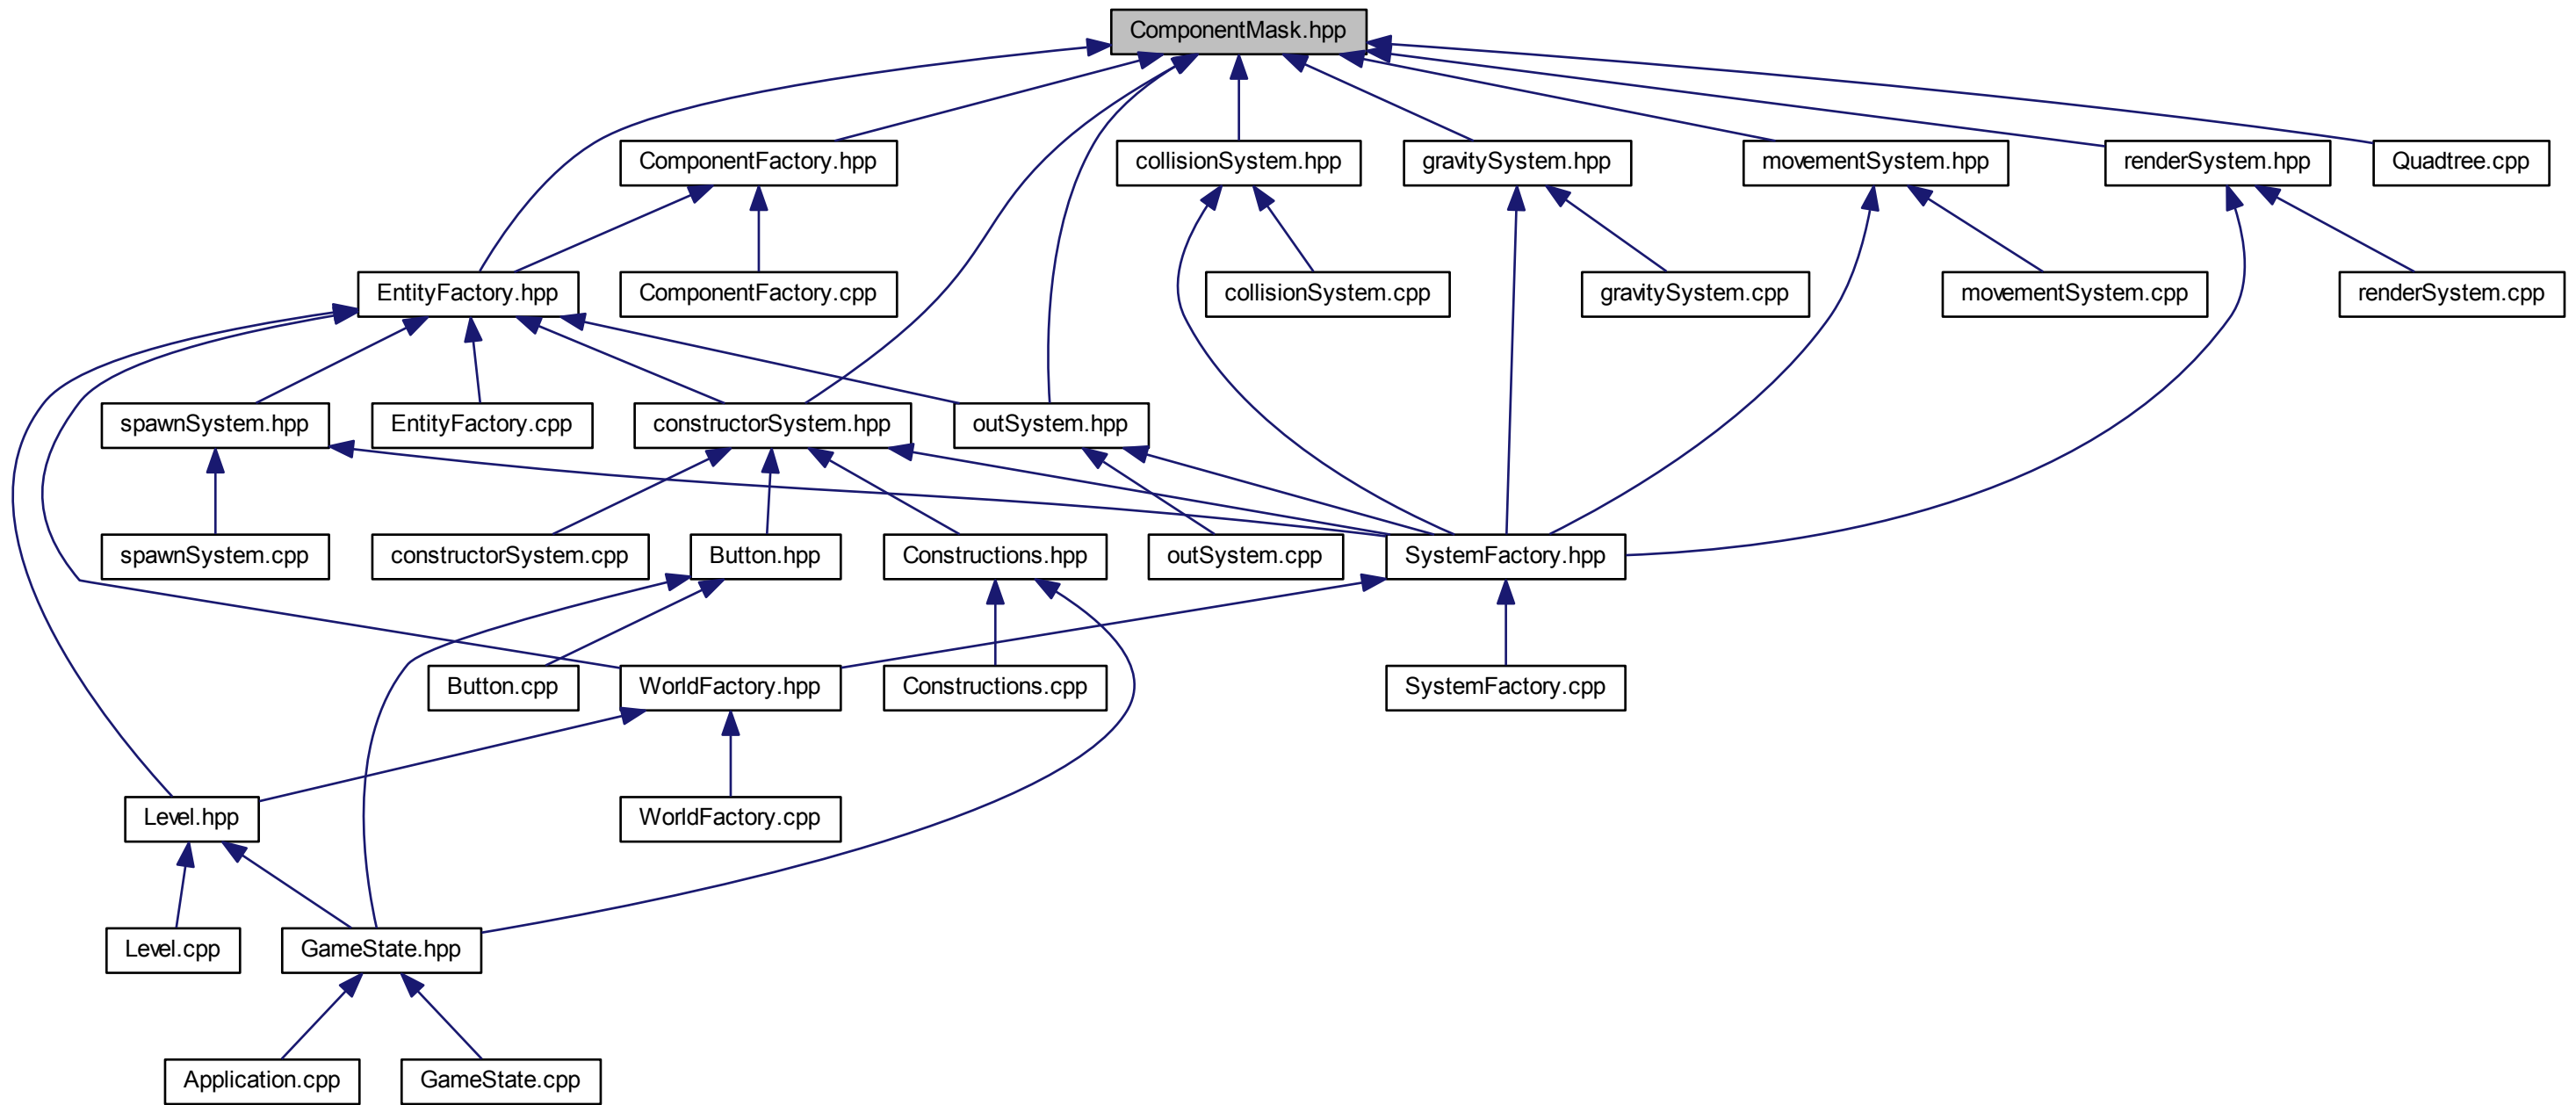 ComponentMask.hpp
ComponentFactory.hpp
collisionSystem.hpp
gravitySystem.hpp
movementSystem.hpp
renderSystem.hpp
Quadtree.cpp
EntityFactory.hpp
ComponentFactory.cpp
collisionSystem.cpp
gravitySystem.cpp
movementSystem.cpp
renderSystem.cpp
spawnSystem.hpp
EntityFactory.cpp
constructorSystem.hpp
outSystem.hpp
spawnSystem.cpp
constructorSystem.cpp
Button.hpp
Constructions.hpp
outSystem.cpp
SystemFactory.hpp
Button.cpp
WorldFactory.hpp
Constructions.cpp
SystemFactory.cpp
Level.hpp
WorldFactory.cpp
Level.cpp
GameState.hpp
Application.cpp
GameState.cpp